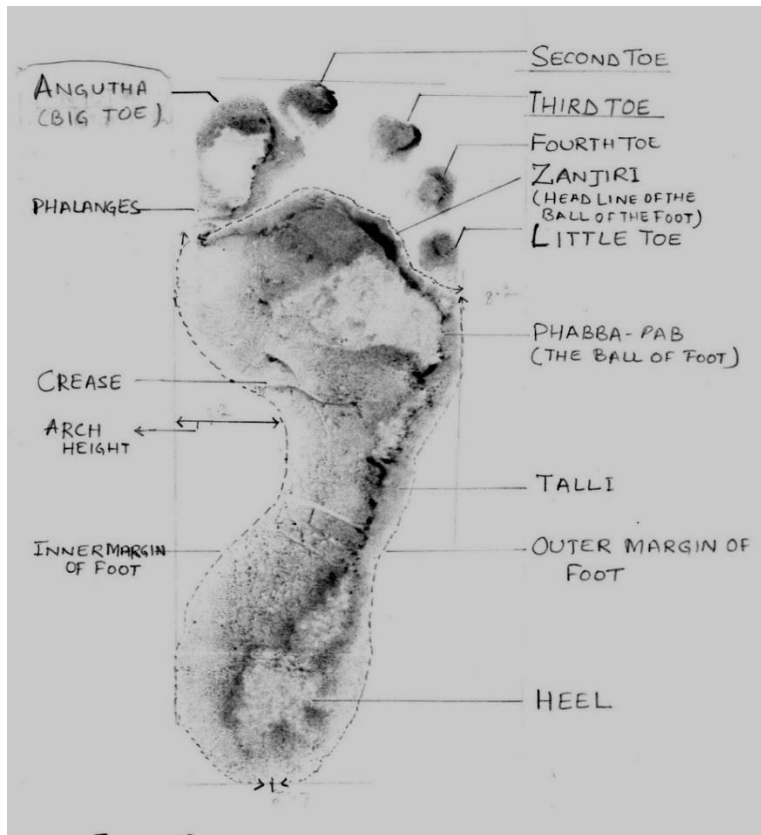 SECOND TOE
ANGUTHA
(BIG TOE)
THIRD TOE
FOURTH TOE
ZANJIRI
(HEAD LINE OF THE
BALL OF THE FOOT)
PHALANGES
LITTLE TOE
PHABBA-PAB
(THE BALL OF FOOT)
CREASE
ARCH
HEIGHT
TALLI
INNER MARGIN
OF FOOT
OUTER MARGIN OF
FOOT
HEEL